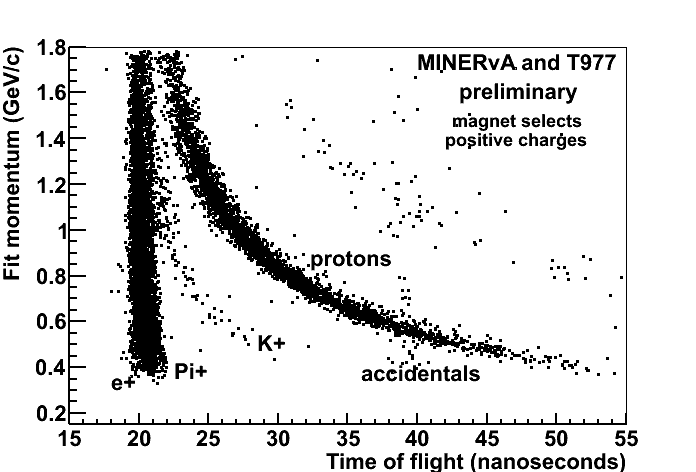 Fit momentum (GeV/c)
1.8
1.6
1.4
1.2
1
0.8
0.6
0.4
0.2
MINERvA and T977
preliminary
magnet selects
positive charges
protons
K+
accidentals
e+
Pi+
15 20 25 30 35 40 45 50 55
Time of flight (nanoseconds)